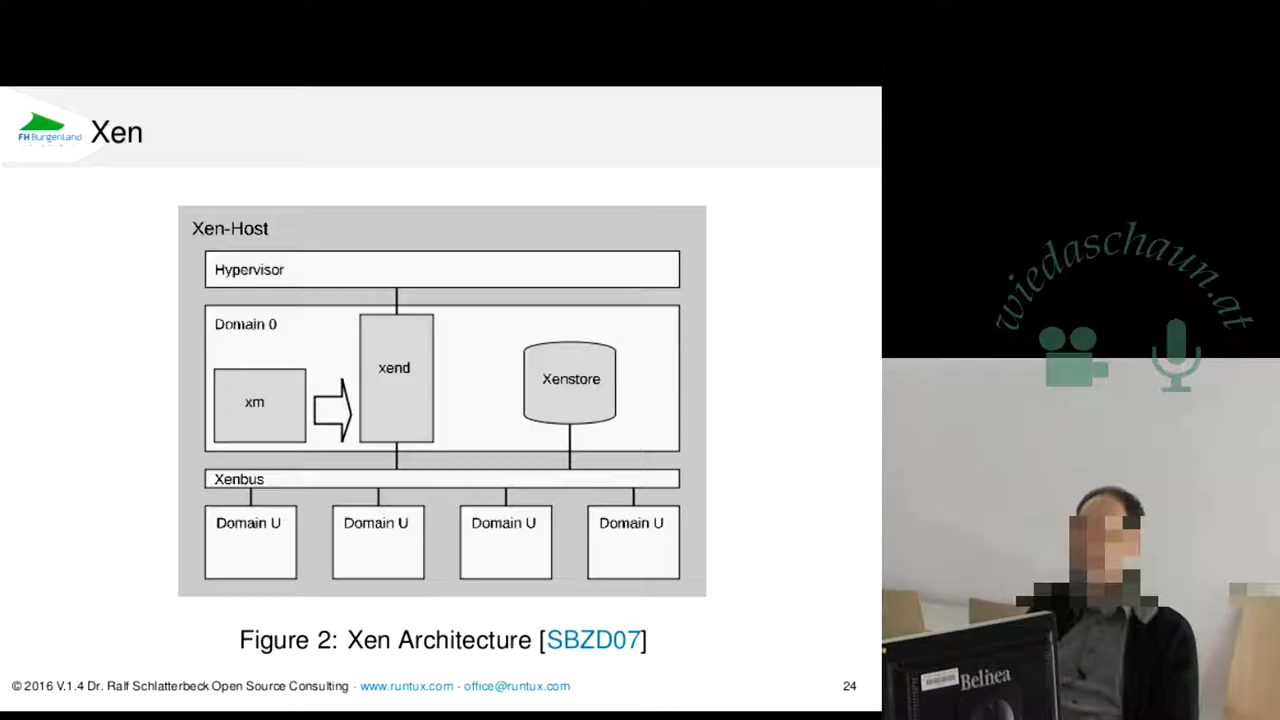 FH Burgenland
Xen
Xen-Host
Hypervisor
Domain 0
xend
Xenstore
xm
Xenbus
Domain U
Domain U
Domain U
Domain U
Figure 2: Xen Architecture [SBZD07]
© 2016 V.1.4 Dr. Ralf Schlatterbeck Open Source Consulting · www.runtux.com · office@runtux.com
24
wiedaschaun.at
Belinea